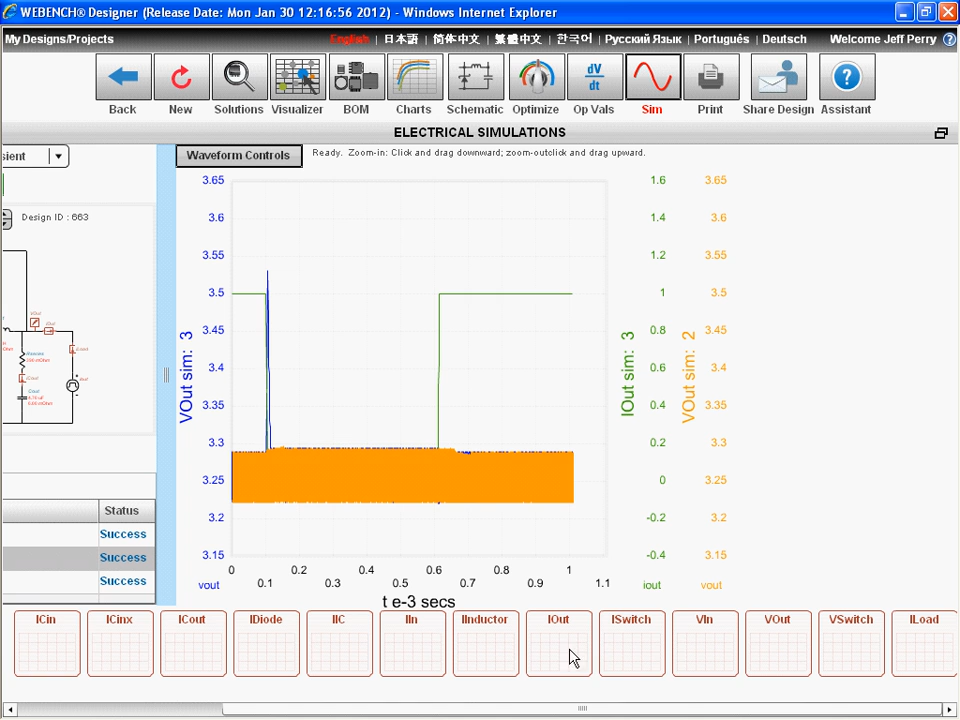 WEBENCH® Designer (Release Date: Mon Jan 30 12:16:56 2012) - Windows Internet Explorer
My Designs/Projects
English | 日本語 | 简体中文 | 繁體中文 | 한국어 | Русский Язык | Português | Deutsch
Welcome Jeff Perry
Back New Solutions Visualizer BOM Charts Schematic Optimize Op Vals Sim Print Share Design Assistant
dV
dt
ELECTRICAL SIMULATIONS
sient
Waveform Controls
Ready. Zoom-in: Click and drag downward; zoom-outclick and drag upward.
Design ID : 663
3.65 1.6 3.65
3.6 1.4 3.6
3.55 1.2 3.55
3.5 1 3.5
3.45 0.8 3.45
3.4 0.6 3.4
3.35 0.4 3.35
3.3 0.2 3.3
3.25 0 3.25
3.2 -0.2 3.2
3.15 -0.4 3.15
VOut sim: 3
IOut sim: 3
VOut sim: 2
0 0.2 0.4 0.6 0.8 1
0.1 0.3 0.5 0.7 0.9 1.1
vout
iout
vout
t e-3 secs
Status
Success
Success
Success
ICin ICinx ICout IDiode IIC IIn IInductor IOut ISwitch VIn VOut VSwitch ILoad